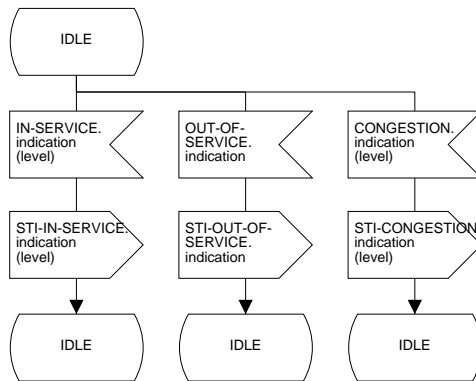 IDLE
IN-SERVICE.
indication
(level)
OUT-OF-
SERVICE.
indication
CONGESTION.
indication
(level)
STI-IN-SERVICE.
indication
(level)
STI-OUT-OF-
SERVICE.
indication
STI-CONGESTION.
indication
(level)
IDLE
IDLE
IDLE